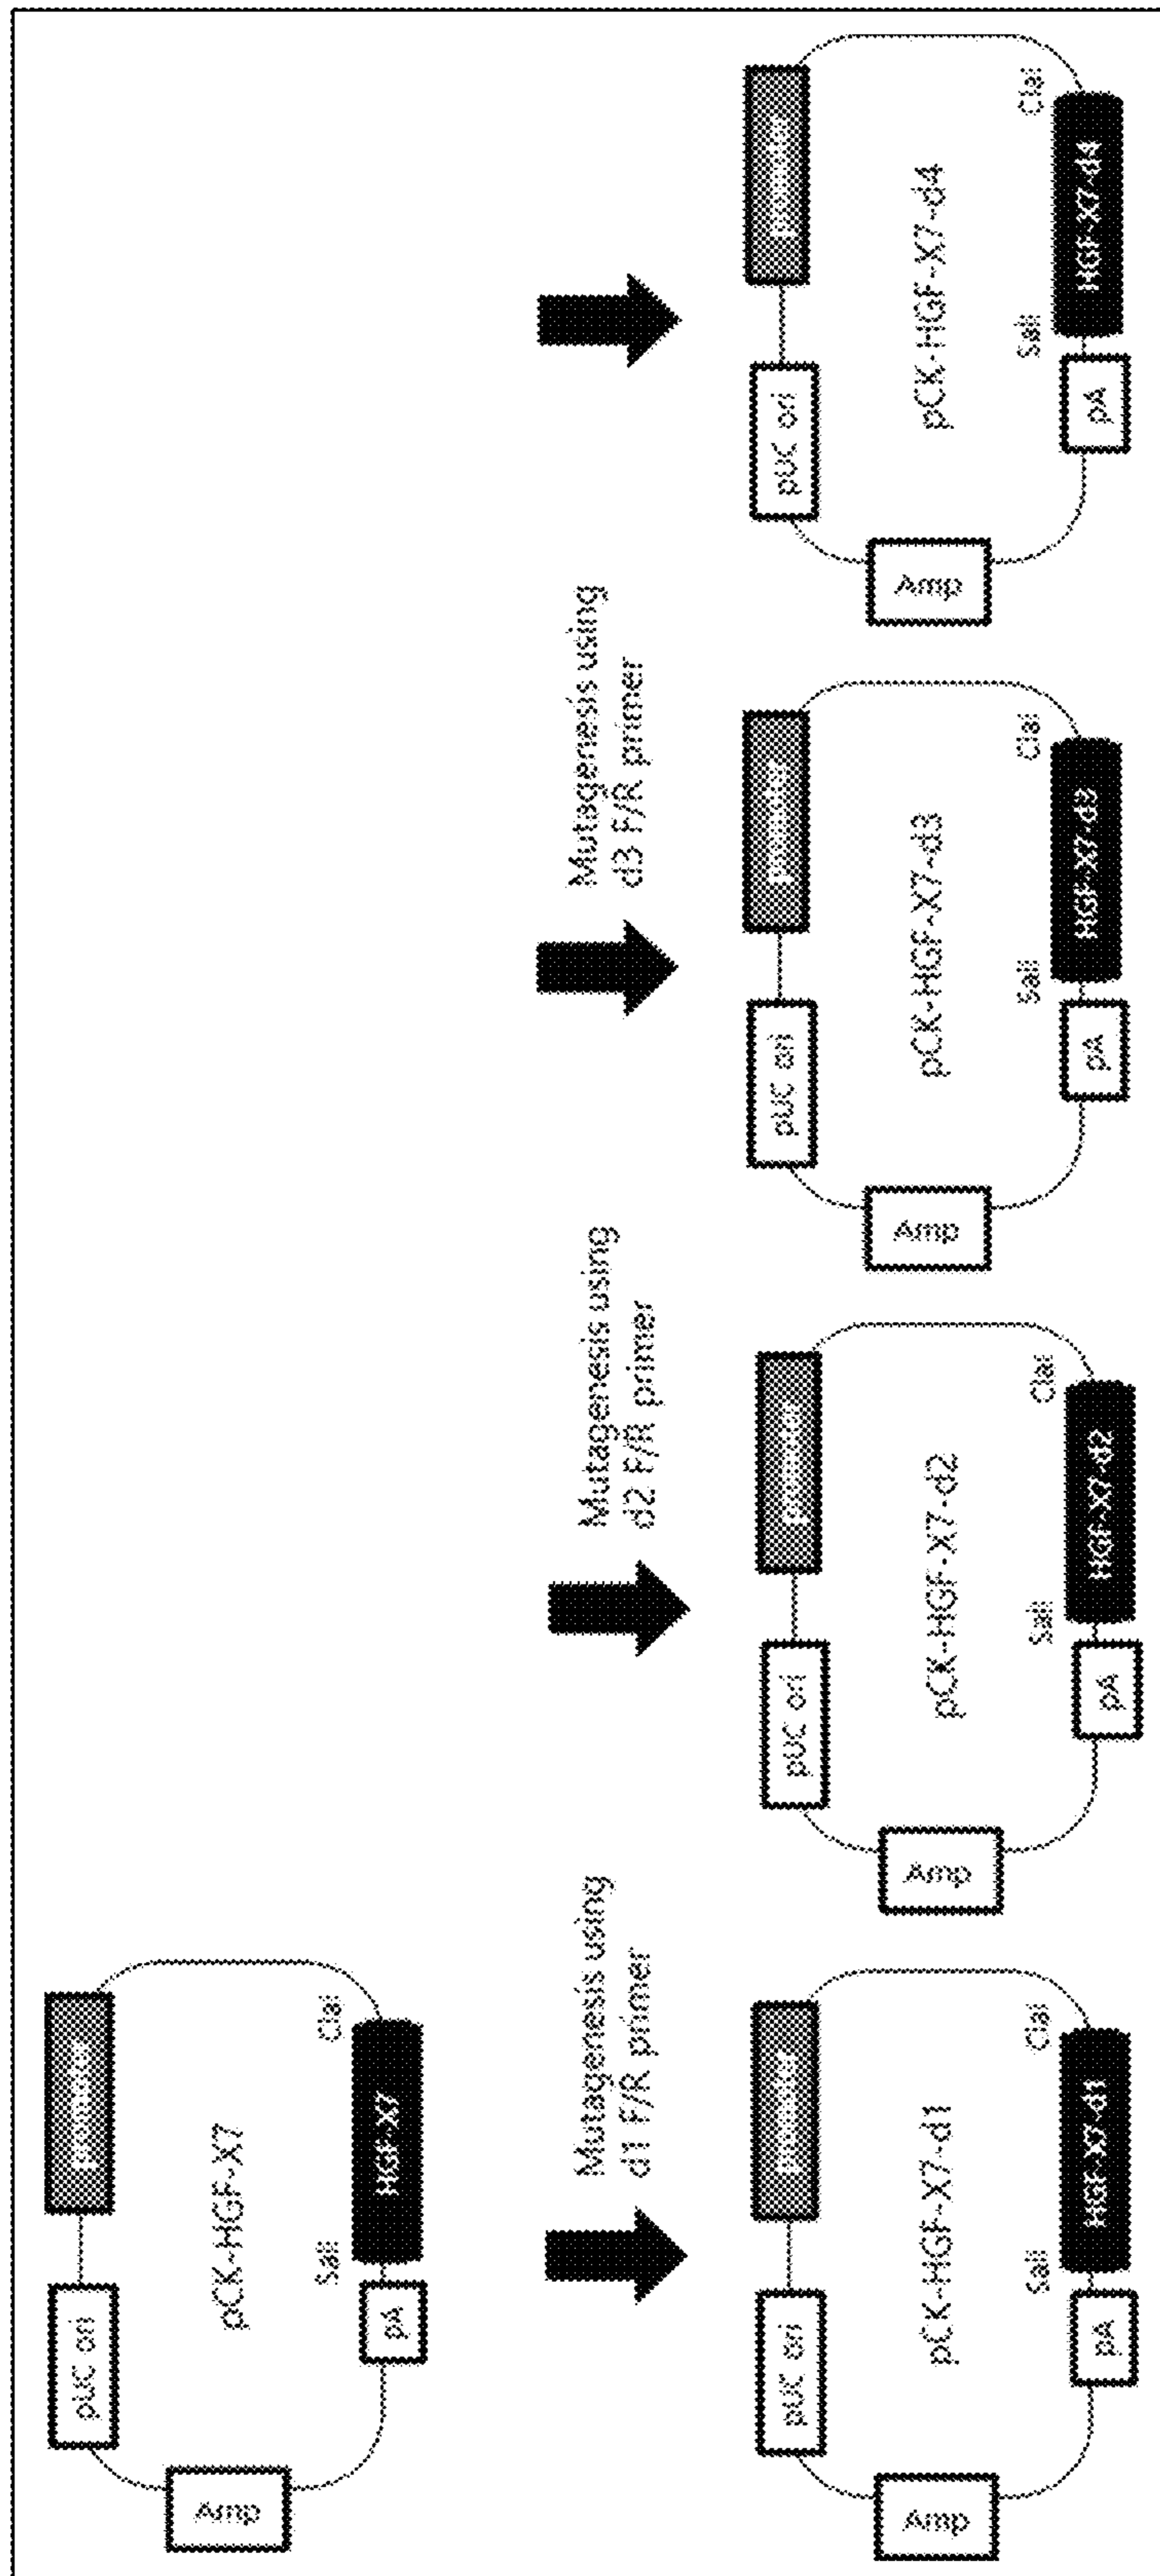 pUC ori
promotor
Amp
pCK-HGF-X7
SalI
ClaI
pA
HGF-X7
Mutagenesis using
d1 F/R primer
Mutagenesis using
d2 F/R primer
Mutagenesis using
d3 F/R primer
pUC ori
Amp
pCK-HGF-X7-d1
SalI
ClaI
pA
HGF-X7-d1
pUC ori
Amp
pCK-HGF-X7-d2
SalI
ClaI
pA
HGF-X7-d2
pUC ori
Amp
pCK-HGF-X7-d3
SalI
ClaI
pA
HGF-X7-d3
pUC ori
Amp
pCK-HGF-X7-d4
SalI
ClaI
pA
HGF-X7-d4